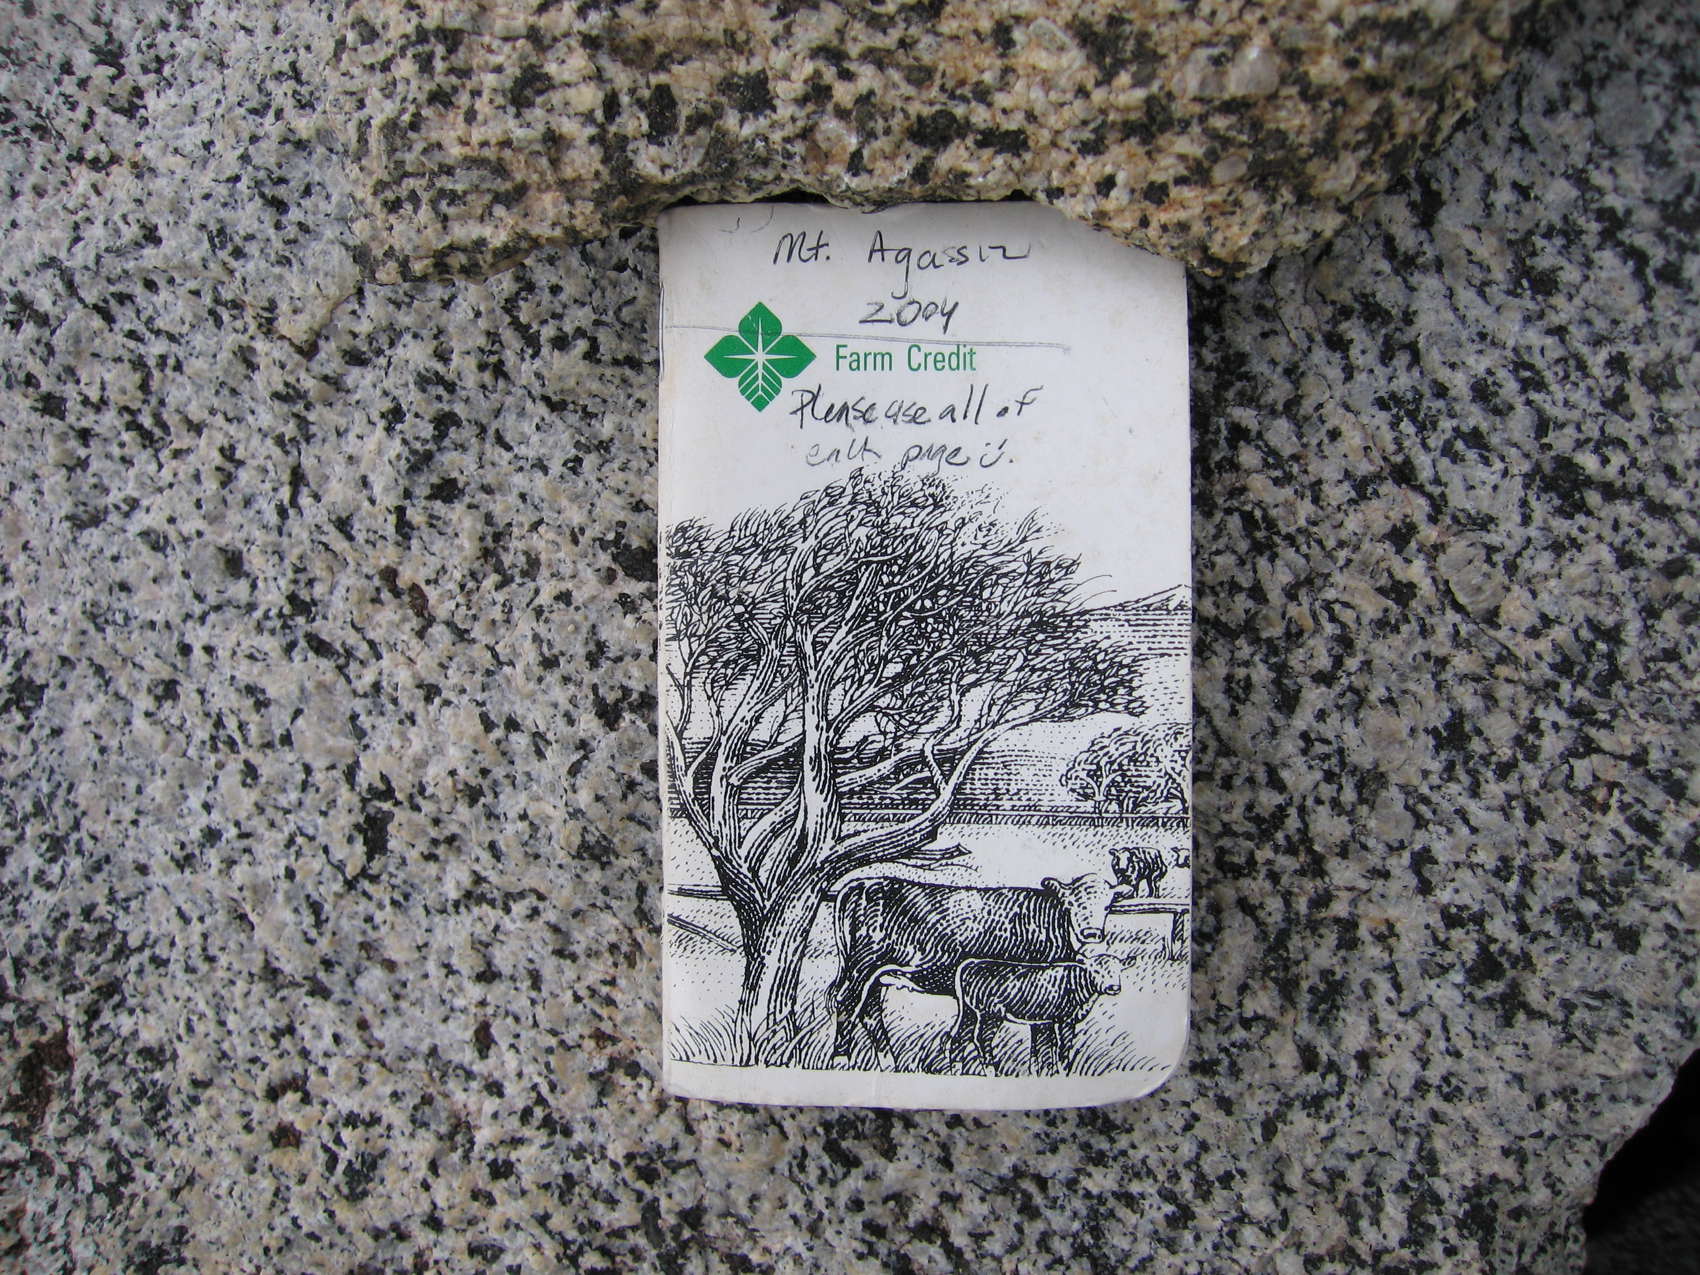 Mt. Agassiz
2004
Farm Credit
Please use all of
each page :).